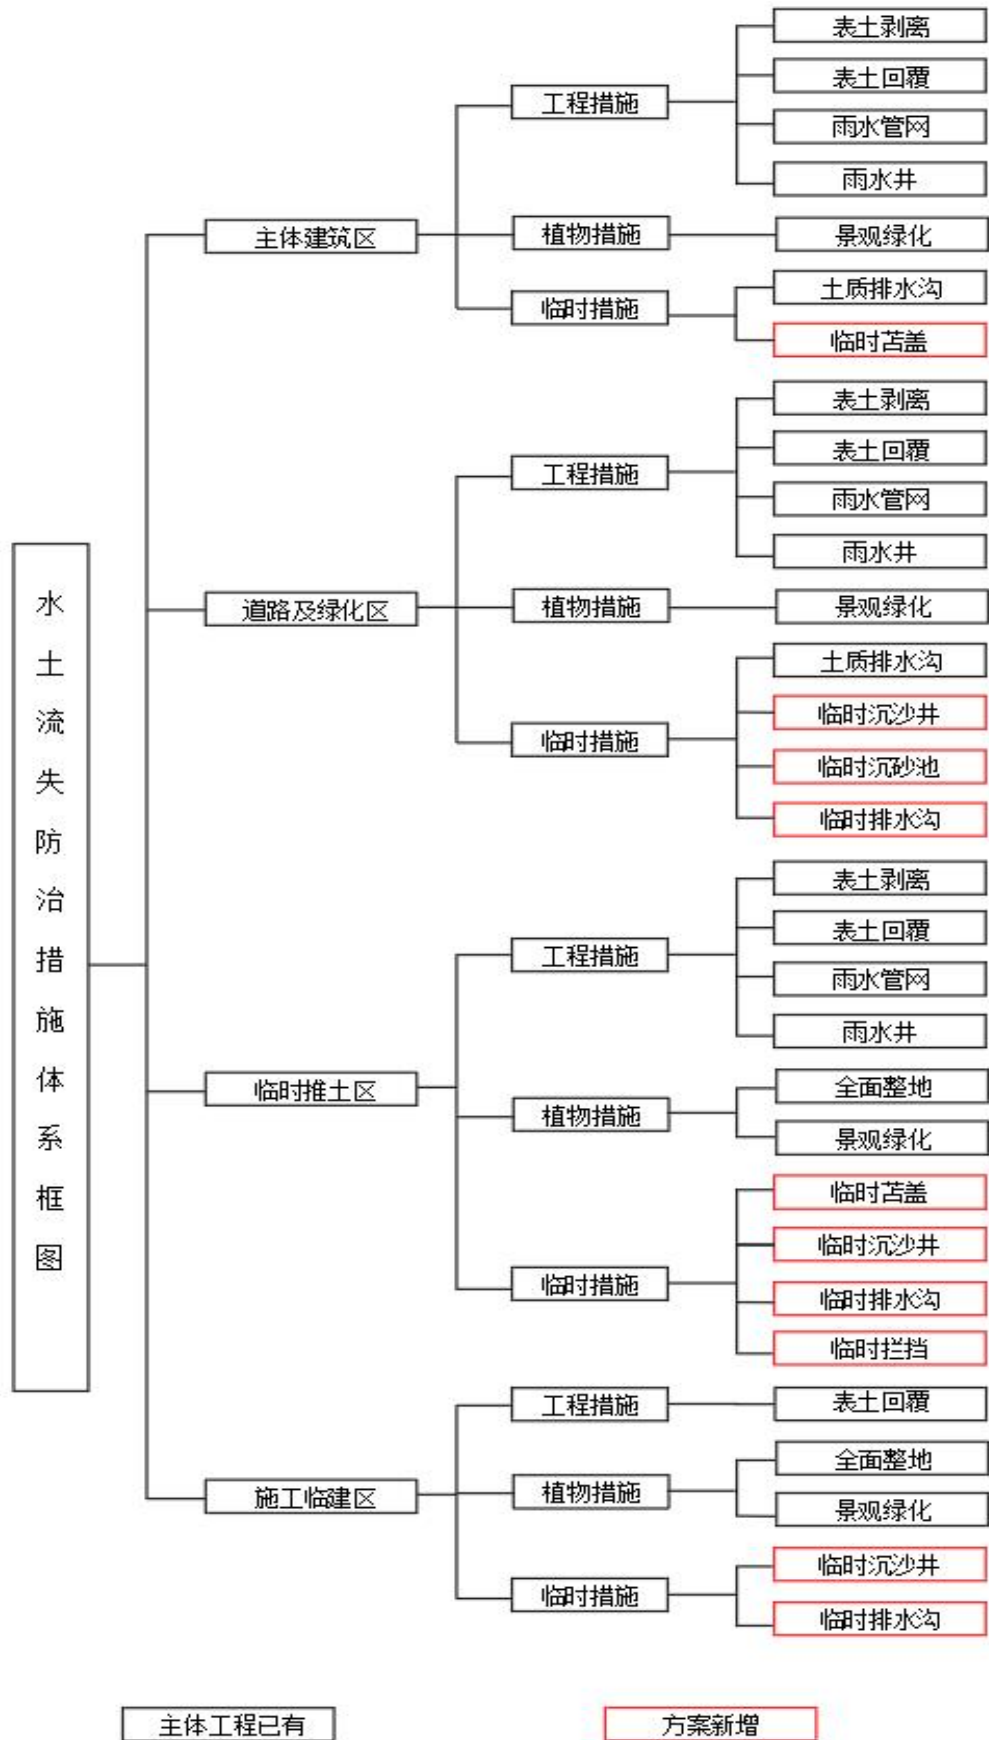 水土流失防治措施体系框图
主体建筑区
工程措施
表土剥离
表土回覆
雨水管网
雨水井
植物措施
景观绿化
临时措施
土质排水沟
临时苫盖
道路及绿化区
工程措施
表土剥离
表土回覆
雨水管网
雨水井
植物措施
景观绿化
临时措施
土质排水沟
临时沉沙井
临时沉砂池
临时排水沟
临时推土区
工程措施
表土剥离
表土回覆
雨水管网
雨水井
植物措施
全面整地
景观绿化
临时措施
临时苫盖
临时沉沙井
临时排水沟
临时拦挡
施工临建区
工程措施
表土回覆
植物措施
全面整地
景观绿化
临时措施
临时沉沙井
临时排水沟
主体工程已有
方案新增